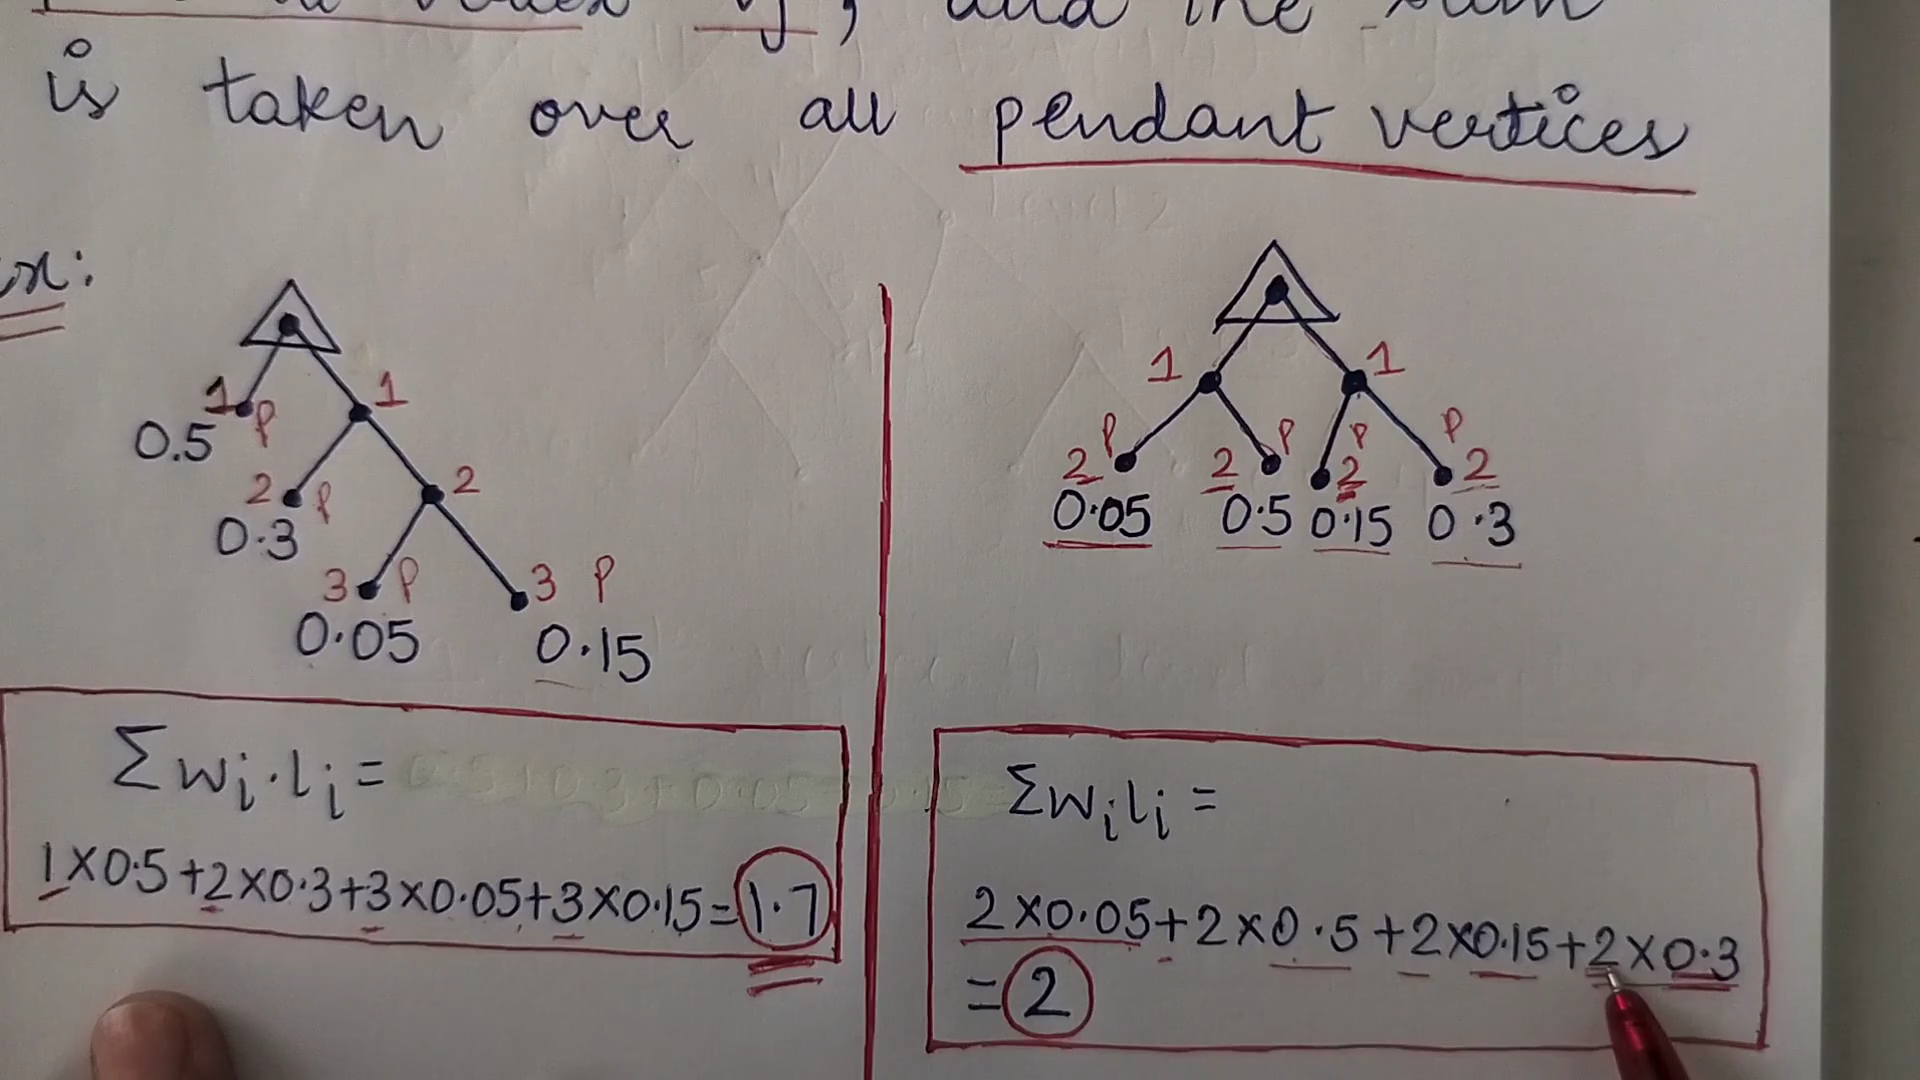 and the
is taken over all pendant vertices
x:
1 1
0.5 P
2 P 2
0.3
3 P 3 P
0.05 0.15
Σwi.li =
1×0.5+2×0.3+3×0.05+3×0.15=1.7
1 1
P P P P
2 2 2 2
0.05 0.5 0.15 0.3
Σwili =
2×0.05+2×0.5+2×0.15+2×0.3
=2